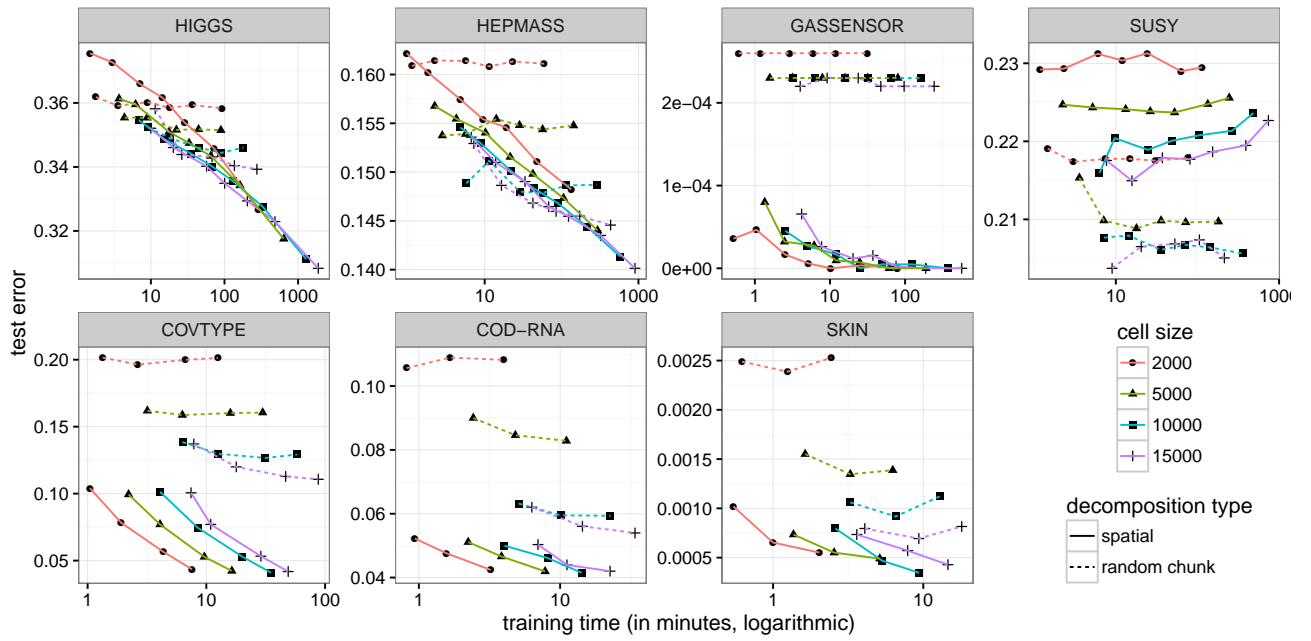 HIGGS
HEPMASS
GASSENSOR
SUSY
0.36
0.34
0.32
10
100
1000
0.160
0.155
0.150
0.145
0.140
10
1000
2e−04
1e−04
0e+00
1
10
100
0.23
0.22
0.21
10
1000
test error
COVTYPE
COD−RNA
SKIN
0.20
0.15
0.10
0.05
1
10
100
0.10
0.08
0.06
0.04
1
10
0.0025
0.0020
0.0015
0.0010
0.0005
1
10
training time (in minutes, logarithmic)
cell size
2000
5000
10000
15000
decomposition type
spatial
random chunk